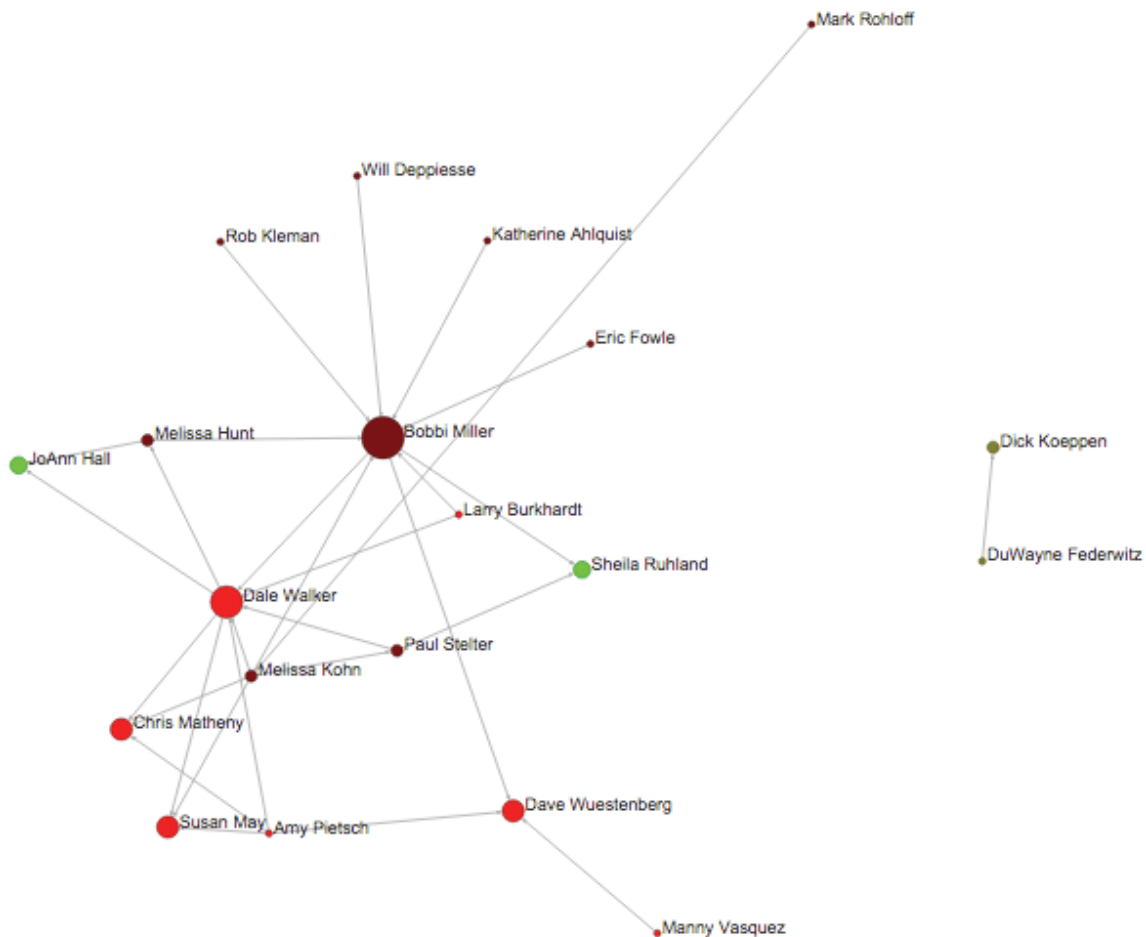 Mark Rohloff
Will Deppiesse
Rob Kleman
Katherine Ahlquist
Eric Fowle
Bobbi Miller
Melissa Hunt
Dick Koeppen
JoAnn Hall
Larry Burkhardt
DuWayne Federwitz
Sheila Ruhland
Dale Walker
Paul Stelter
Melissa Kohn
Chris Matheny
Dave Wuestenberg
Susan May
Amy Pietsch
Manny Vasquez